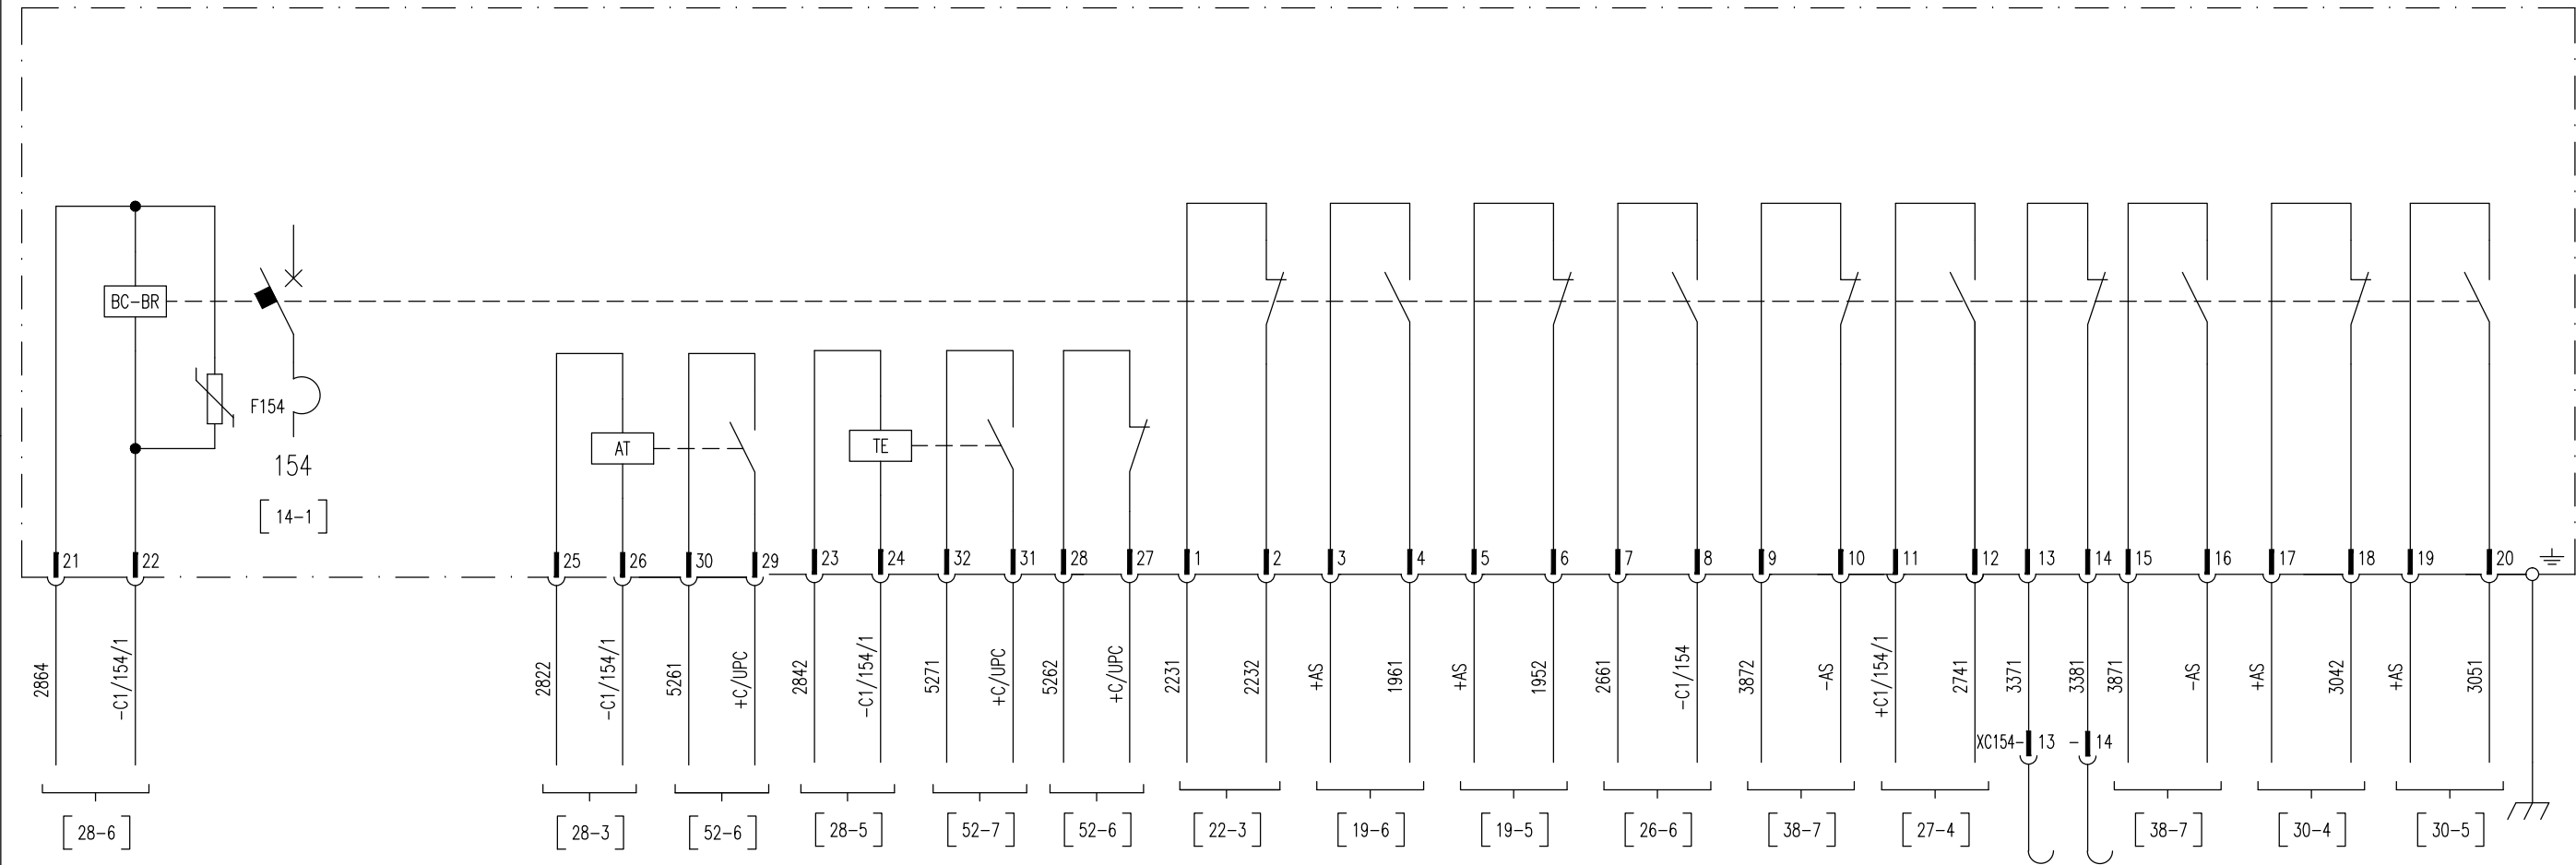 BC-BR
F154
154
14-1
AT
TE
21 22 25 26 30 29 23 24 32 31 28 27 1 2 3 4 5 6 7 8 9 10 11 12 13 14 15 16 17 18 19 20
2864 -C1/154/1 2822 -C1/154/1 5261 +C/UPC 2842 -C1/154/1 5271 +C/UPC 5262 +C/UPC 2231 2232 +AS 1961 +AS 1952 2661 -C1/154 3872 -AS +C1/154/1 2741 3371 3381 3871 -AS +AS 3042 +AS 3051
XC154- 13 - 14
28-6 28-3 52-6 28-5 52-7 52-6 22-3 19-6 19-5 26-6 38-7 27-4 38-7 30-4 30-5